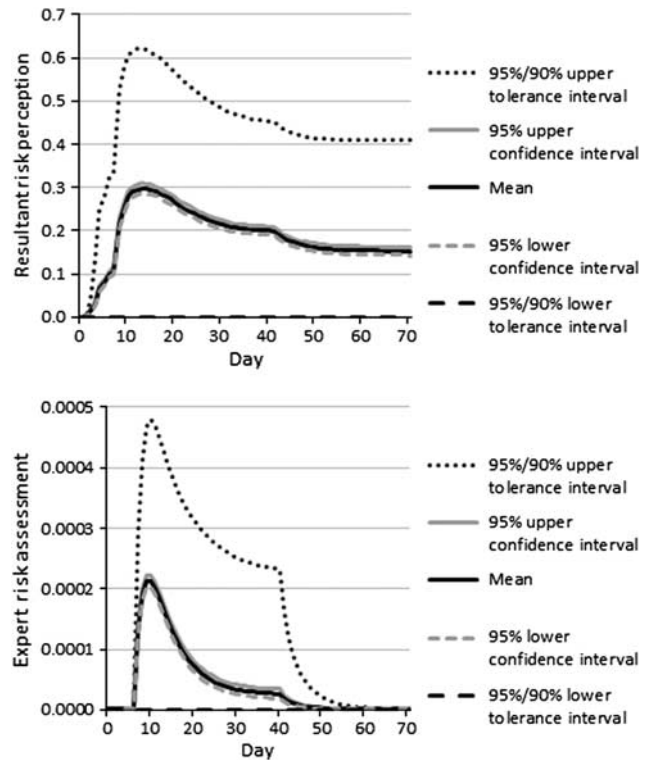 0.7
0.6
0.5
0.4
0.3
0.2
0.1
0.0
Resultant risk perception
0 10 20 30 40 50 60 70
Day
95%/90% upper
tolerance interval
95% upper
confidence interval
Mean
95% lower
confidence interval
95%/90% lower
tolerance interval
0.0005
0.0004
0.0003
0.0002
0.0001
0.0000
Expert risk assessment
0 10 20 30 40 50 60 70
Day
95%/90% upper
tolerance interval
95% upper
confidence interval
Mean
95% lower
confidence interval
95%/90% lower
tolerance interval